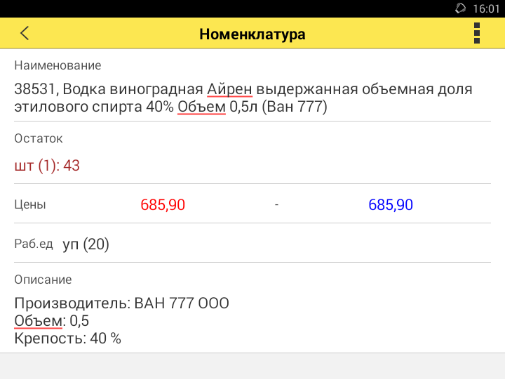 16:01
Номенклатура
Наименование
38531, Водка виноградная Айрен выдержанная объемная доля
этилового спирта 40% Объем 0,5л (Ван 777)
Остаток
шт (1): 43
Цены 685,90 - 685,90
Раб.ед уп (20)
Описание
Производитель: ВАН 777 ООО
Объем: 0,5
Крепость: 40 %